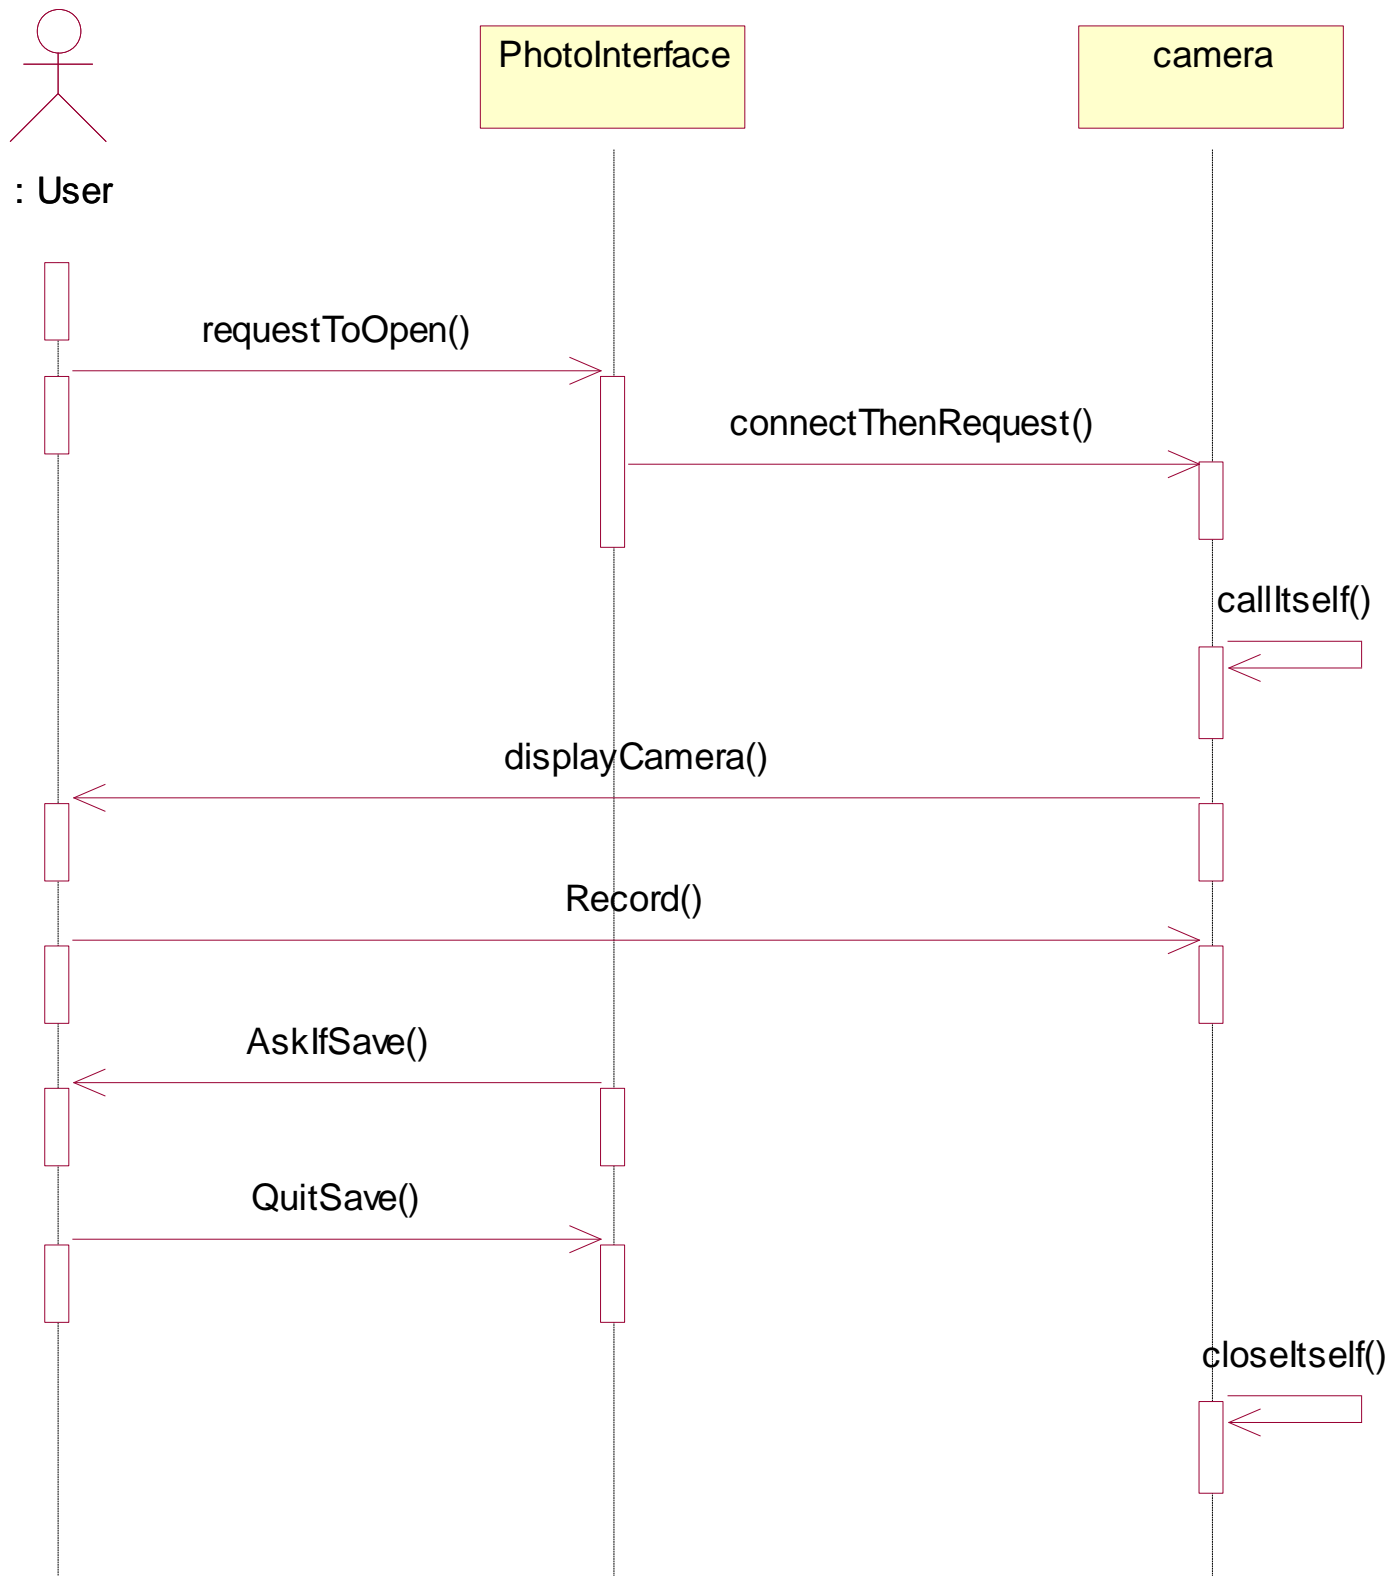 PhotoInterface
camera
: User
requestToOpen()
connectThenRequest()
callItself()
displayCamera()
Record()
AskIfSave()
QuitSave()
closeItself()